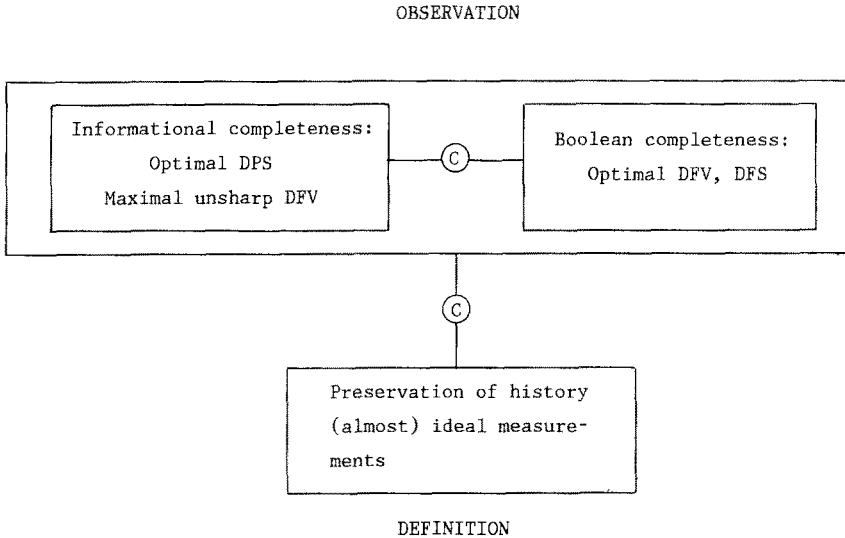 OBSERVATION
Informational completeness:
Optimal DPS
Maximal unsharp DFV
C
Boolean completeness:
Optimal DFV, DFS
C
Preservation of history
(almost) ideal measure-
ments
DEFINITION